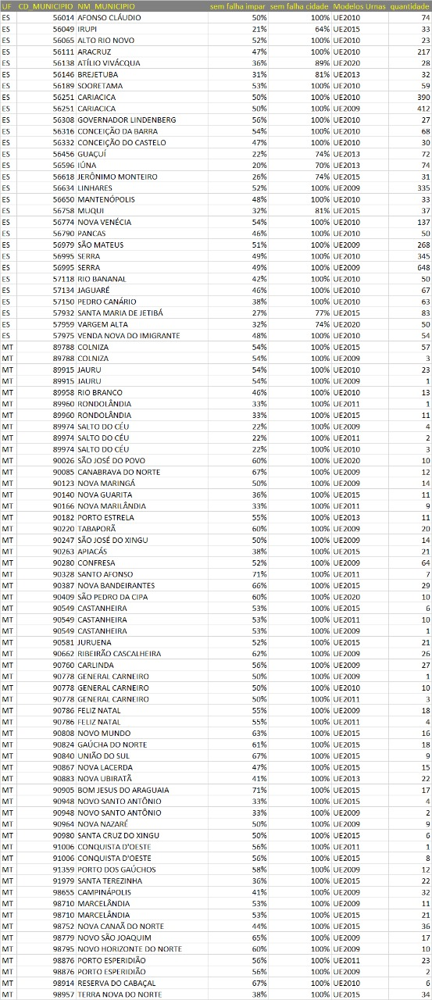 UF CD_MUNICIPIO NM_MUNICIPIO sem falha impar sem falha cidade Modelos Urnas quantidade
ES 56014 AFONSO CLÁUDIO 50% 100% UE2010 74
ES 56049 IRUPI 21% 64% UE2015 33
ES 56065 ALTO RIO NOVO 52% 100% UE2010 23
ES 56111 ARACRUZ 47% 100% UE2010 217
ES 56138 ATÍLIO VIVÁCQUA 36% 89% UE2020 28
ES 56146 BREJETUBA 31% 81% UE2013 32
ES 56189 SOORETAMA 53% 100% UE2010 59
ES 56251 CARIACICA 50% 100% UE2010 390
ES 56251 CARIACICA 50% 100% UE2009 412
ES 56308 GOVERNADOR LINDENBERG 56% 100% UE2010 27
ES 56316 CONCEIÇÃO DA BARRA 54% 100% UE2010 68
ES 56332 CONCEIÇÃO DO CASTELO 47% 100% UE2010 30
ES 56456 GUAÇUÍ 22% 74% UE2013 72
ES 56596 IÚNA 20% 70% UE2013 74
ES 56618 JERÔNIMO MONTEIRO 26% 74% UE2015 31
ES 56634 LINHARES 52% 100% UE2009 335
ES 56650 MANTENÓPOLIS 48% 100% UE2010 33
ES 56758 MUQUI 32% 81% UE2015 37
ES 56774 NOVA VENÉCIA 54% 100% UE2010 137
ES 56790 PANCAS 46% 100% UE2010 50
ES 56979 SÃO MATEUS 51% 100% UE2009 268
ES 56995 SERRA 49% 100% UE2010 345
ES 56995 SERRA 49% 100% UE2009 648
ES 57118 RIO BANANAL 42% 100% UE2010 50
ES 57134 JAGUARÉ 46% 100% UE2010 67
ES 57150 PEDRO CANÁRIO 38% 100% UE2010 63
ES 57932 SANTA MARIA DE JETIBÁ 27% 77% UE2015 83
ES 57959 VARGEM ALTA 32% 74% UE2020 50
ES 57975 VENDA NOVA DO IMIGRANTE 48% 100% UE2010 54
MT 89788 COLNIZA 54% 100% UE2015 57
MT 89788 COLNIZA 54% 100% UE2009 3
MT 89915 JAURU 54% 100% UE2010 23
MT 89915 JAURU 54% 100% UE2009 1
MT 89958 RIO BRANCO 46% 100% UE2010 13
MT 89960 RONDOLÂNDIA 33% 100% UE2011 1
MT 89960 RONDOLÂNDIA 33% 100% UE2015 11
MT 89974 SALTO DO CÉU 22% 100% UE2009 4
MT 89974 SALTO DO CÉU 22% 100% UE2011 2
MT 89974 SALTO DO CÉU 22% 100% UE2010 3
MT 90026 SÃO JOSÉ DO POVO 60% 100% UE2020 10
MT 90085 CANABRAVA DO NORTE 67% 100% UE2009 12
MT 90123 NOVA MARINGÁ 50% 100% UE2009 14
MT 90140 NOVA GUARITA 36% 100% UE2015 11
MT 90166 NOVA MARILÂNDIA 33% 100% UE2011 9
MT 90182 PORTO ESTRELA 55% 100% UE2013 11
MT 90220 TABAPORÃ 60% 100% UE2009 20
MT 90247 SÃO JOSÉ DO XINGU 50% 100% UE2009 14
MT 90263 APIACÁS 38% 100% UE2015 21
MT 90280 CONFRESA 52% 100% UE2009 64
MT 90328 SANTO AFONSO 71% 100% UE2011 7
MT 90387 NOVA BANDEIRANTES 66% 100% UE2015 29
MT 90409 SÃO PEDRO DA CIPA 60% 100% UE2020 10
MT 90549 CASTANHEIRA 53% 100% UE2015 6
MT 90549 CASTANHEIRA 53% 100% UE2011 10
MT 90549 CASTANHEIRA 53% 100% UE2009 1
MT 90581 JURUENA 52% 100% UE2015 21
MT 90662 RIBEIRÃO CASCALHEIRA 62% 100% UE2009 26
MT 90760 CARLINDA 56% 100% UE2009 27
MT 90778 GENERAL CARNEIRO 50% 100% UE2009 1
MT 90778 GENERAL CARNEIRO 50% 100% UE2010 10
MT 90778 GENERAL CARNEIRO 50% 100% UE2011 3
MT 90786 FELIZ NATAL 55% 100% UE2009 18
MT 90786 FELIZ NATAL 55% 100% UE2011 4
MT 90808 NOVO MUNDO 63% 100% UE2015 16
MT 90824 GAÚCHA DO NORTE 61% 100% UE2015 18
MT 90840 UNIÃO DO SUL 67% 100% UE2015 9
MT 90867 NOVA LACERDA 47% 100% UE2015 15
MT 90883 NOVA UBIRATÃ 41% 100% UE2013 22
MT 90905 BOM JESUS DO ARAGUAIA 71% 100% UE2015 17
MT 90948 NOVO SANTO ANTÔNIO 33% 100% UE2015 4
MT 90948 NOVO SANTO ANTÔNIO 33% 100% UE2009 2
MT 90964 NOVA NAZARÉ 50% 100% UE2009 9
MT 90980 SANTA CRUZ DO XINGU 50% 100% UE2015 6
MT 91006 CONQUISTA D'OESTE 56% 100% UE2011 1
MT 91006 CONQUISTA D'OESTE 56% 100% UE2015 8
MT 91359 PORTO DOS GAÚCHOS 58% 100% UE2009 12
MT 91979 SANTA TEREZINHA 36% 100% UE2015 22
MT 98655 CAMPINÁPOLIS 41% 100% UE2009 32
MT 98710 MARCELÂNDIA 53% 100% UE2009 11
MT 98710 MARCELÂNDIA 53% 100% UE2015 21
MT 98752 NOVA CANAÃ DO NORTE 44% 100% UE2015 36
MT 98779 NOVO SÃO JOAQUIM 65% 100% UE2009 17
MT 98795 NOVO HORIZONTE DO NORTE 60% 100% UE2009 10
MT 98876 PORTO ESPERIDIÃO 56% 100% UE2011 23
MT 98876 PORTO ESPERIDIÃO 56% 100% UE2009 2
MT 98914 RESERVA DO CABAÇAL 67% 100% UE2010 6
MT 98957 TERRA NOVA DO NORTE 38% 100% UE2015 34